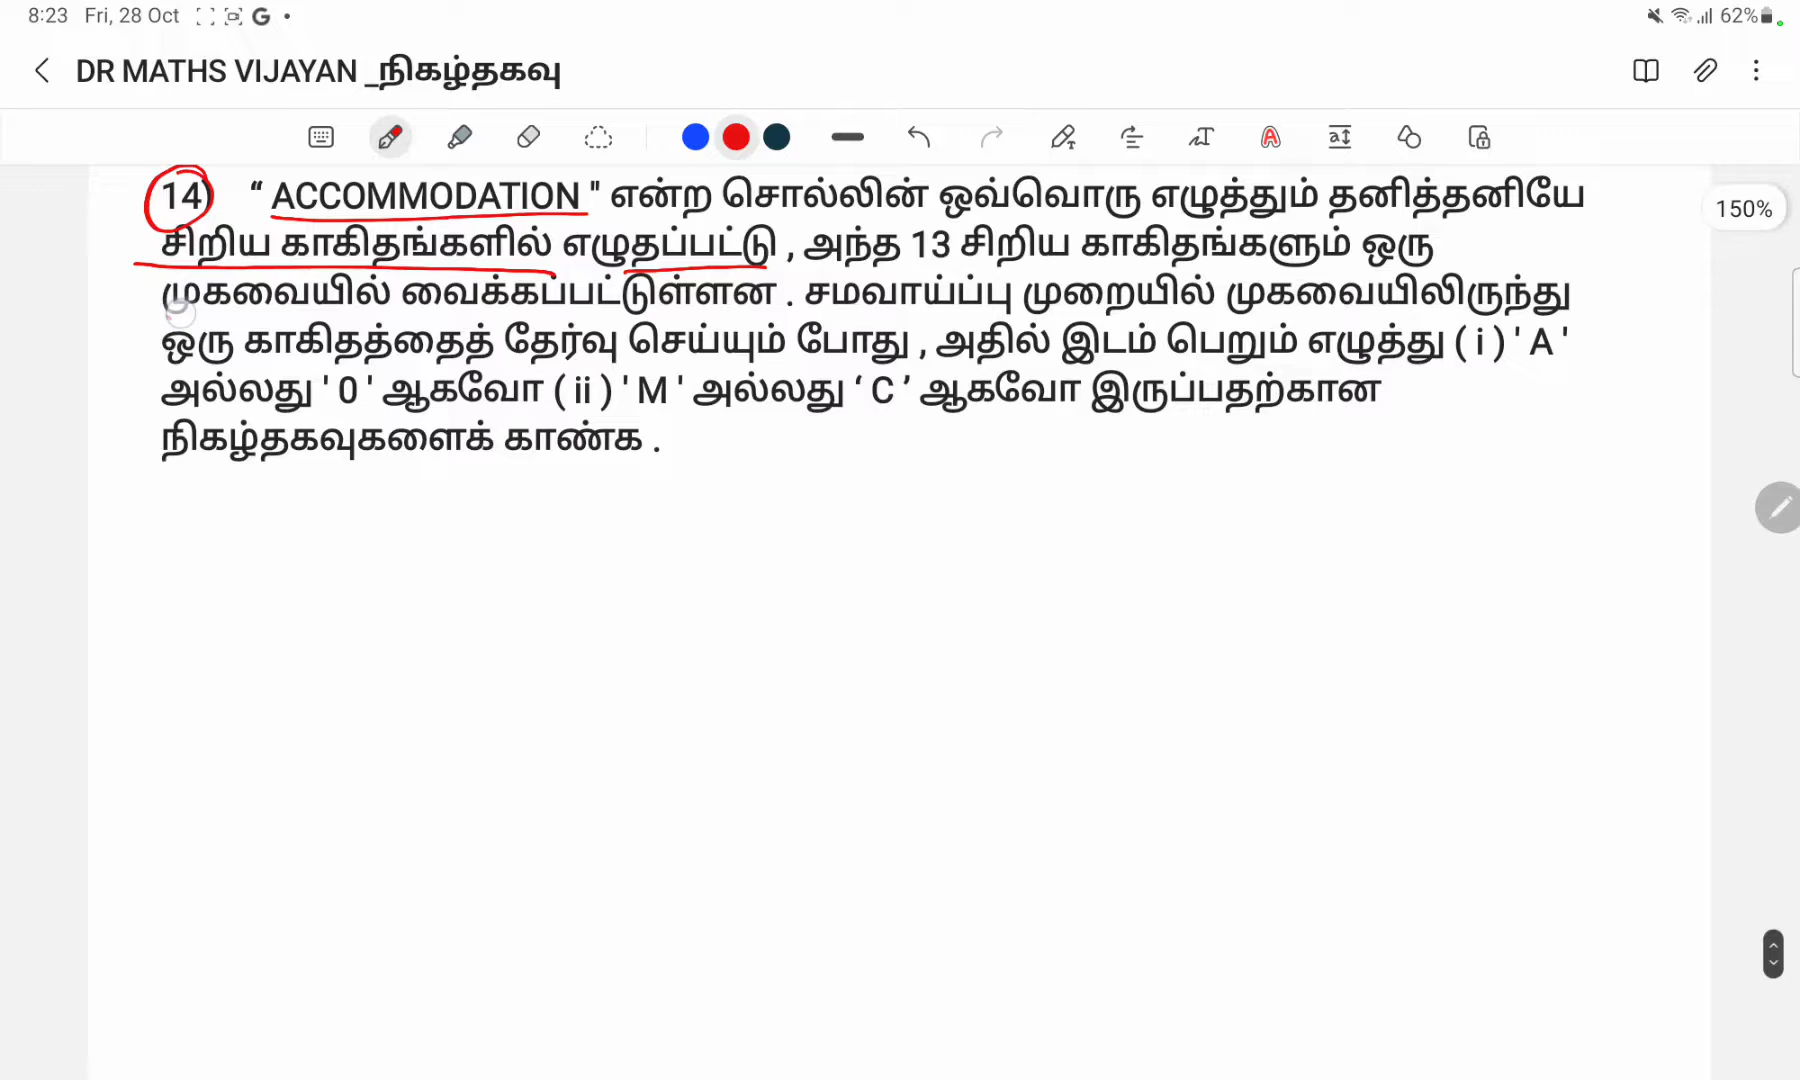 8:23 Fri, 28 Oct G 62%
DR MATHS VIJAYAN _நிகழ்தகவு
14) “ ACCOMMODATION " என்ற சொல்லின் ஒவ்வொரு எழுத்தும் தனித்தனியே
சிறிய காகிதங்களில் எழுதப்பட்டு , அந்த 13 சிறிய காகிதங்களும் ஒரு
முகவையில் வைக்கப்பட்டுள்ளன . சமவாய்ப்பு முறையில் முகவையிலிருந்து
ஒரு காகிதத்தைத் தேர்வு செய்யும் போது , அதில் இடம் பெறும் எழுத்து ( i ) ' A '
அல்லது ' 0 ' ஆகவோ ( ii ) ' M ' அல்லது ‘ C ’ ஆகவோ இருப்பதற்கான
நிகழ்தகவுகளைக் காண்க .
150%